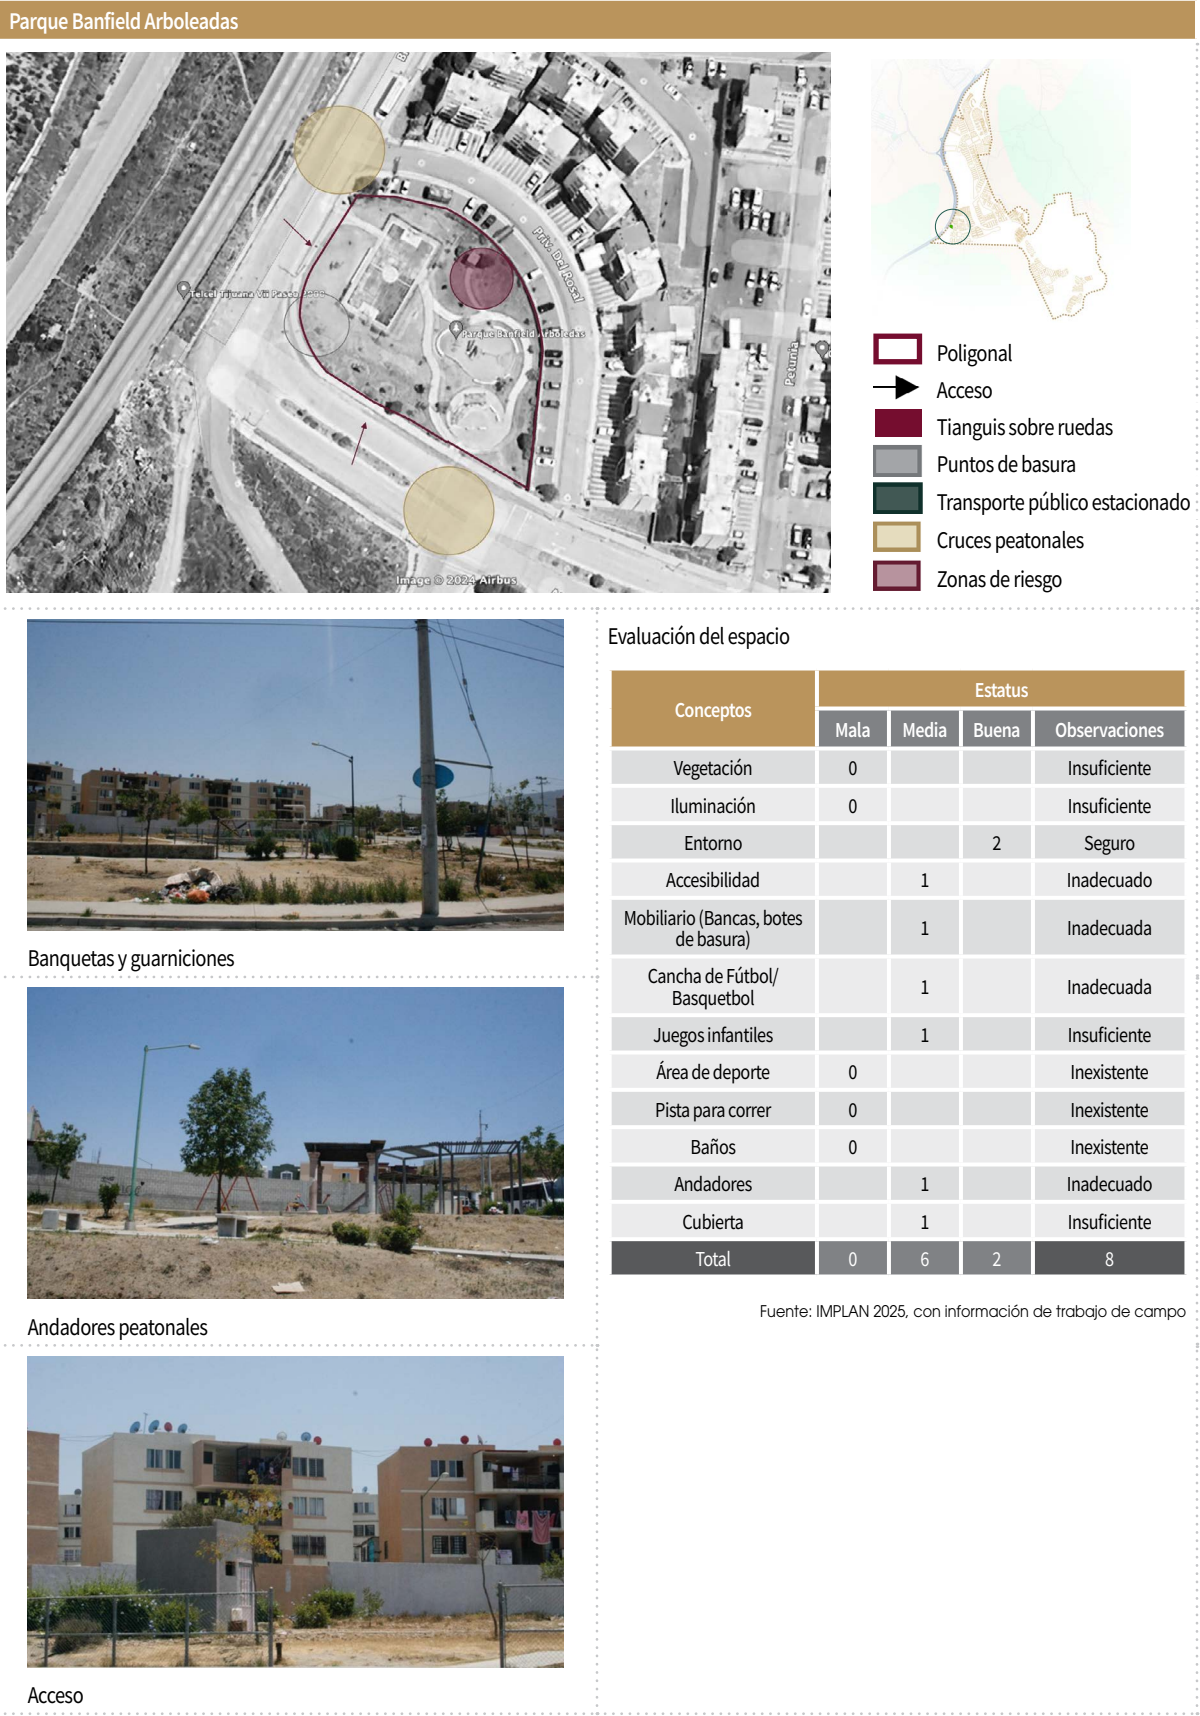 Parque Banfield Arboleadas
Priv. Del Rosal
Telcel Tijuana Vii Paseo 2000
Parque Banfield Arboledas
Petunia
Image © 2024 Airbus
Poligonal
Acceso
Tianguis sobre ruedas
Puntos de basura
Transporte público estacionado
Cruces peatonales
Zonas de riesgo
Banquetas y guarniciones
Andadores peatonales
Acceso
Evaluación del espacio
Conceptos Estatus
Mala Media Buena Observaciones
Vegetación 0 Insuficiente
Iluminación 0 Insuficiente
Entorno 2 Seguro
Accesibilidad 1 Inadecuado
Mobiliario (Bancas, botes
de basura) 1 Inadecuada
Cancha de Fútbol/
Basquetbol 1 Inadecuada
Juegos infantiles 1 Insuficiente
Área de deporte 0 Inexistente
Pista para correr 0 Inexistente
Baños 0 Inexistente
Andadores 1 Inadecuado
Cubierta 1 Insuficiente
Total 0 6 2 8
Fuente: IMPLAN 2025, con información de trabajo de campo